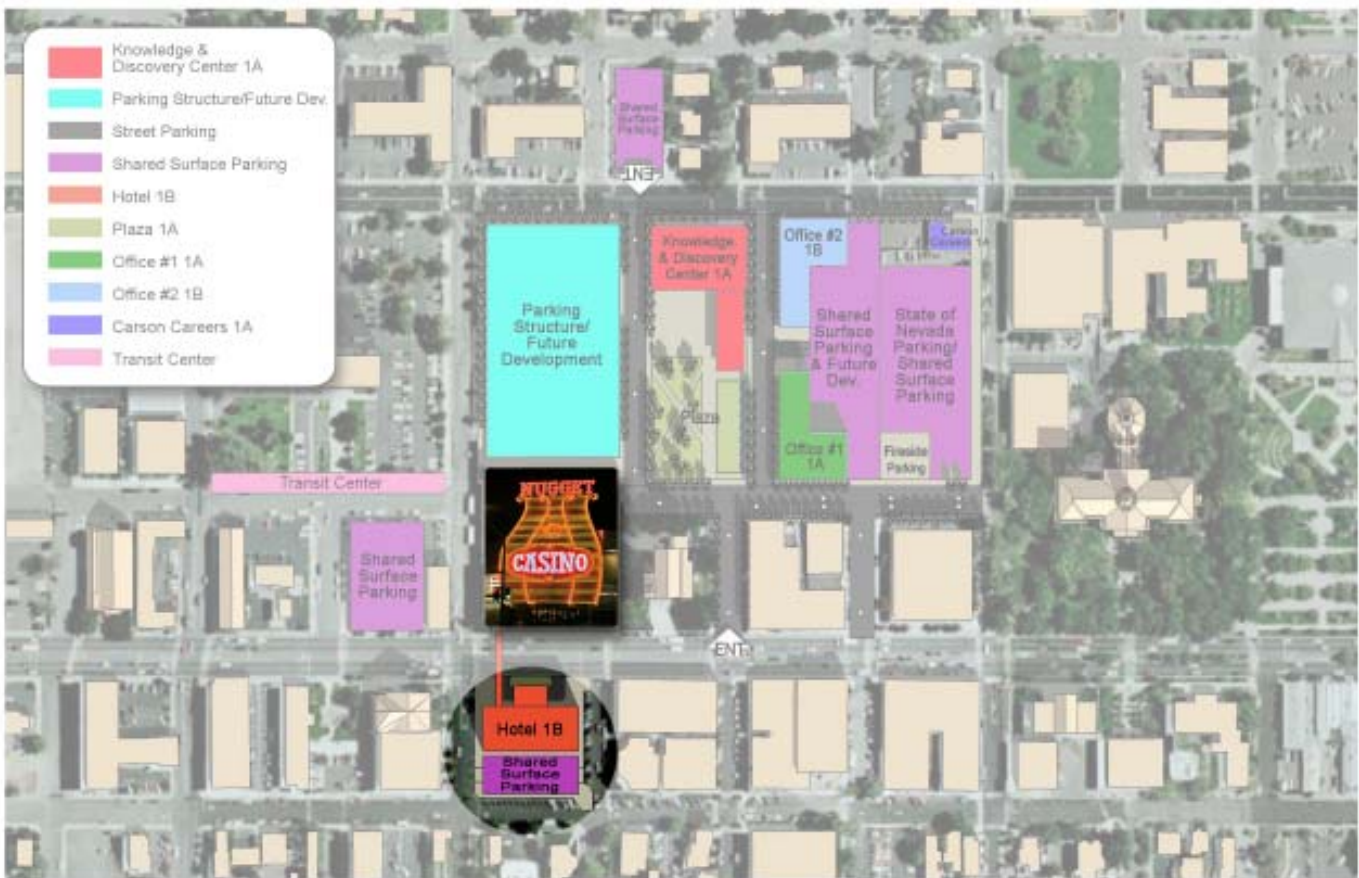 Knowledge &
Discovery Center 1A
Parking Structure/Future Dev.
Street Parking
Shared Surface Parking
Hotel 1B
Plaza 1A
Office #1 1A
Office #2 1B
Carson Careers 1A
Transit Center
Shared
Surface
Parking
ENT.
Parking
Structure/
Future
Development
Knowledge
& Discovery
Center 1A
Plaza
Office #2
1B
Shared
Surface
Parking
& Future
Dev.
Office #1
1A
Carson
Careers 1A
State of
Nevada
Parking/
Shared
Surface
Parking
Fireside
Parking
Transit Center
Shared
Surface
Parking
NUGGET
CASINO
ENT.
Hotel 1B
Shared
Surface
Parking